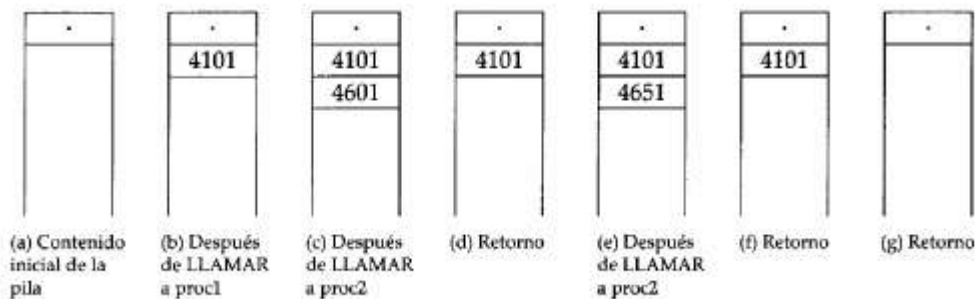 4101
4101
4601
4101
4101
4651
4101
(a) Contenido
inicial de la
pila
(b) Después
de LLAMAR
a proc1
(c) Después
de LLAMAR
a proc2
(d) Retorno
(e) Después
de LLAMAR
a proc2
(f) Retorno
(g) Retorno